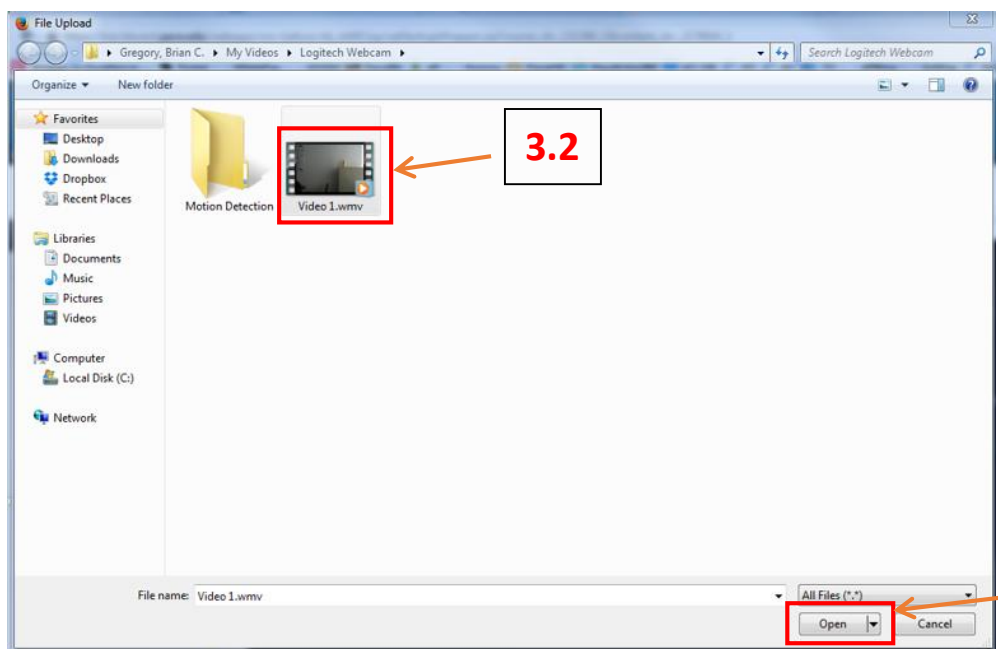 File Upload
Gregory, Brian C. ▸ My Videos ▸ Logitech Webcam ▸
Search Logitech Webcam
Organize ▾ New folder
Favorites
Desktop
Downloads
Dropbox
Recent Places
Libraries
Documents
Music
Pictures
Videos
Computer
Local Disk (C:)
Network
Motion Detection
Video 1.wmv
3.2
File name: Video 1.wmv
All Files (*.*)
Open
Cancel